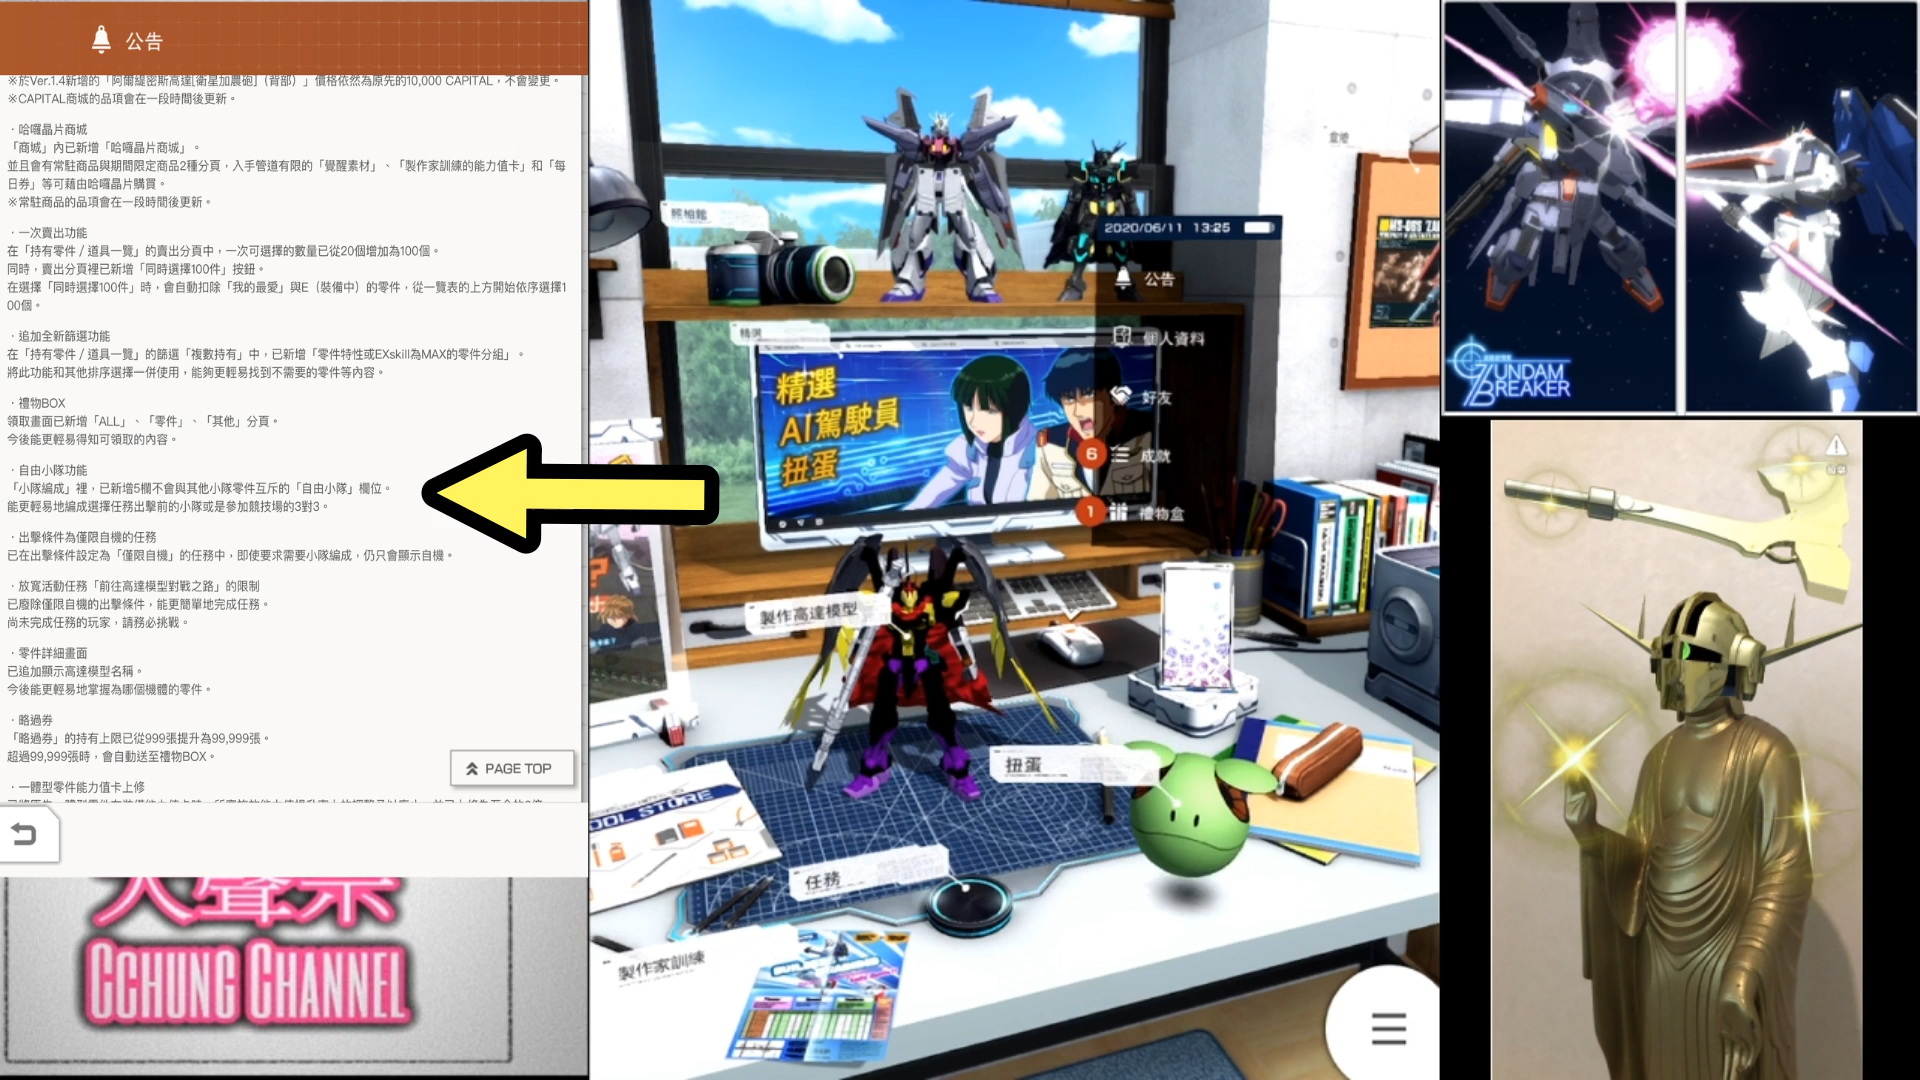 公告
※於Ver.1.4新增的「阿爾緹密斯高達[衛星加農砲]（背部）」價格依然為原先的10,000 CAPITAL，不會變更。
※CAPITAL商城的品項會在一段時間後更新。
．哈囉晶片商城
「商城」內已新增「哈囉晶片商城」。
並且會有常駐商品與期間限定商品2種分頁，入手管道有限的「覺醒素材」、「製作家訓練的能力值卡」和「每
日券」等可藉由哈囉晶片購買。
※常駐商品的品項會在一段時間後更新。
．一次賣出功能
在「持有零件 / 道具一覽」的賣出分頁中，一次可選擇的數量已從20個增加為100個。
同時，賣出分頁裡已新增「同時選擇100件」按鈕。
在選擇「同時選擇100件」時，會自動扣除「我的最愛」與E（裝備中）的零件，從一覽表的上方開始依序選擇1
00個。
．追加全新篩選功能
在「持有零件 / 道具一覽」的篩選「複數持有」中，已新增「零件特性或EXskill為MAX的零件分組」。
將此功能和其他排序選擇一併使用，能夠更輕易找到不需要的零件等內容。
．禮物BOX
領取畫面已新增「ALL」、「零件」、「其他」分頁。
今後能更輕易得知可領取的內容。
．自由小隊功能
「小隊編成」裡，已新增5欄不會與其他小隊零件互斥的「自由小隊」欄位。
能更輕易地編成選擇任務出擊前的小隊或是參加競技場的3對3。
．出擊條件為僅限自機的任務
已在出擊條件設定為「僅限自機」的任務中，即使要求需要小隊編成，仍只會顯示自機。
．放寬活動任務「前往高達模型對戰之路」的限制
已廢除僅限自機的出擊條件，能更簡單地完成任務。
尚未完成任務的玩家，請務必挑戰。
．零件詳細畫面
已追加顯示高達模型名稱。
今後能更輕易地掌握為哪個機體的零件。
．略過券
「略過券」的持有上限已從999張提升為99,999張。
超過99,999張時，會自動送至禮物BOX。
．一體型零件能力值卡上修
PAGE TOP
CCHUNG CHANNEL
照相館
2020/06/11 13:25
公告
個人資料
好友
6
成就
1
禮物盒
精選
精選
AI駕駛員
扭蛋
製作高達模型
扭蛋
任務
製作家訓練
盒燈
GUNDAM
BREAKER